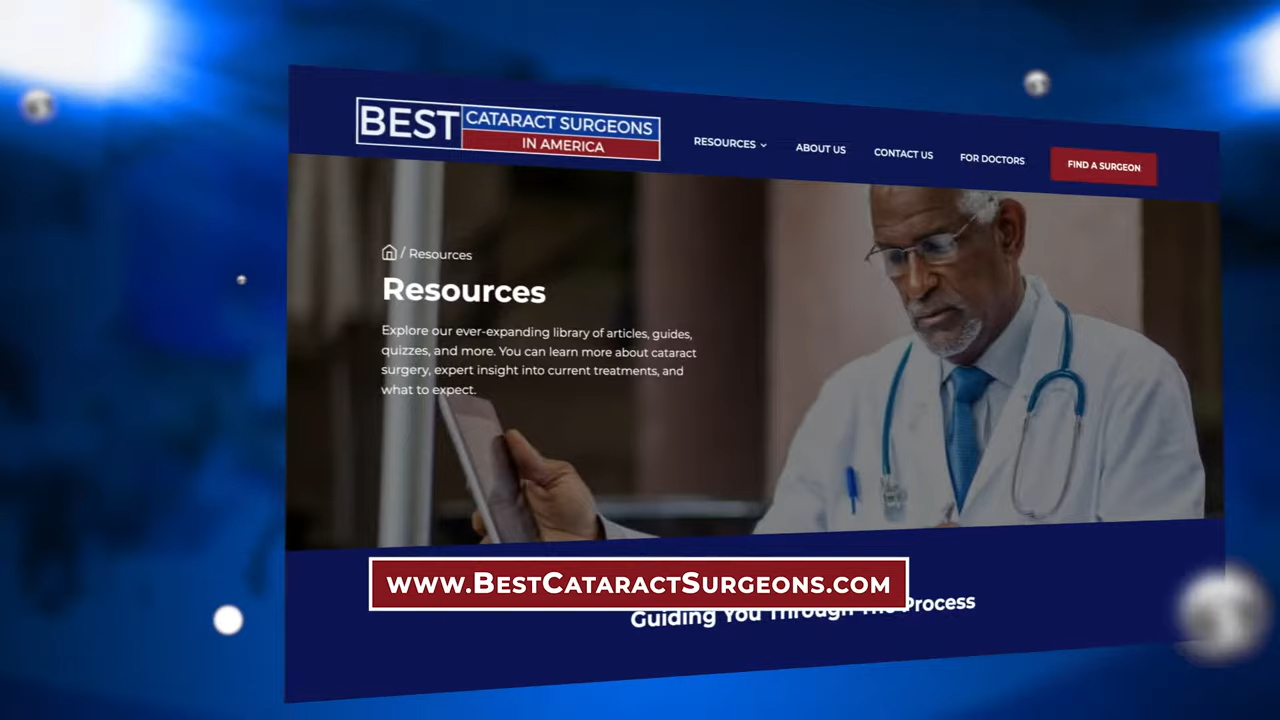 BEST CATARACT SURGEONS
IN AMERICA
RESOURCES
ABOUT US
CONTACT US
FOR DOCTORS
FIND A SURGEON
/ Resources
Resources
Explore our ever-expanding library of articles, guides,
quizzes, and more. You can learn more about cataract
surgery, expert insight into current treatments, and
what to expect.
www.BestCataractSurgeons.com
Guiding You Through The Process